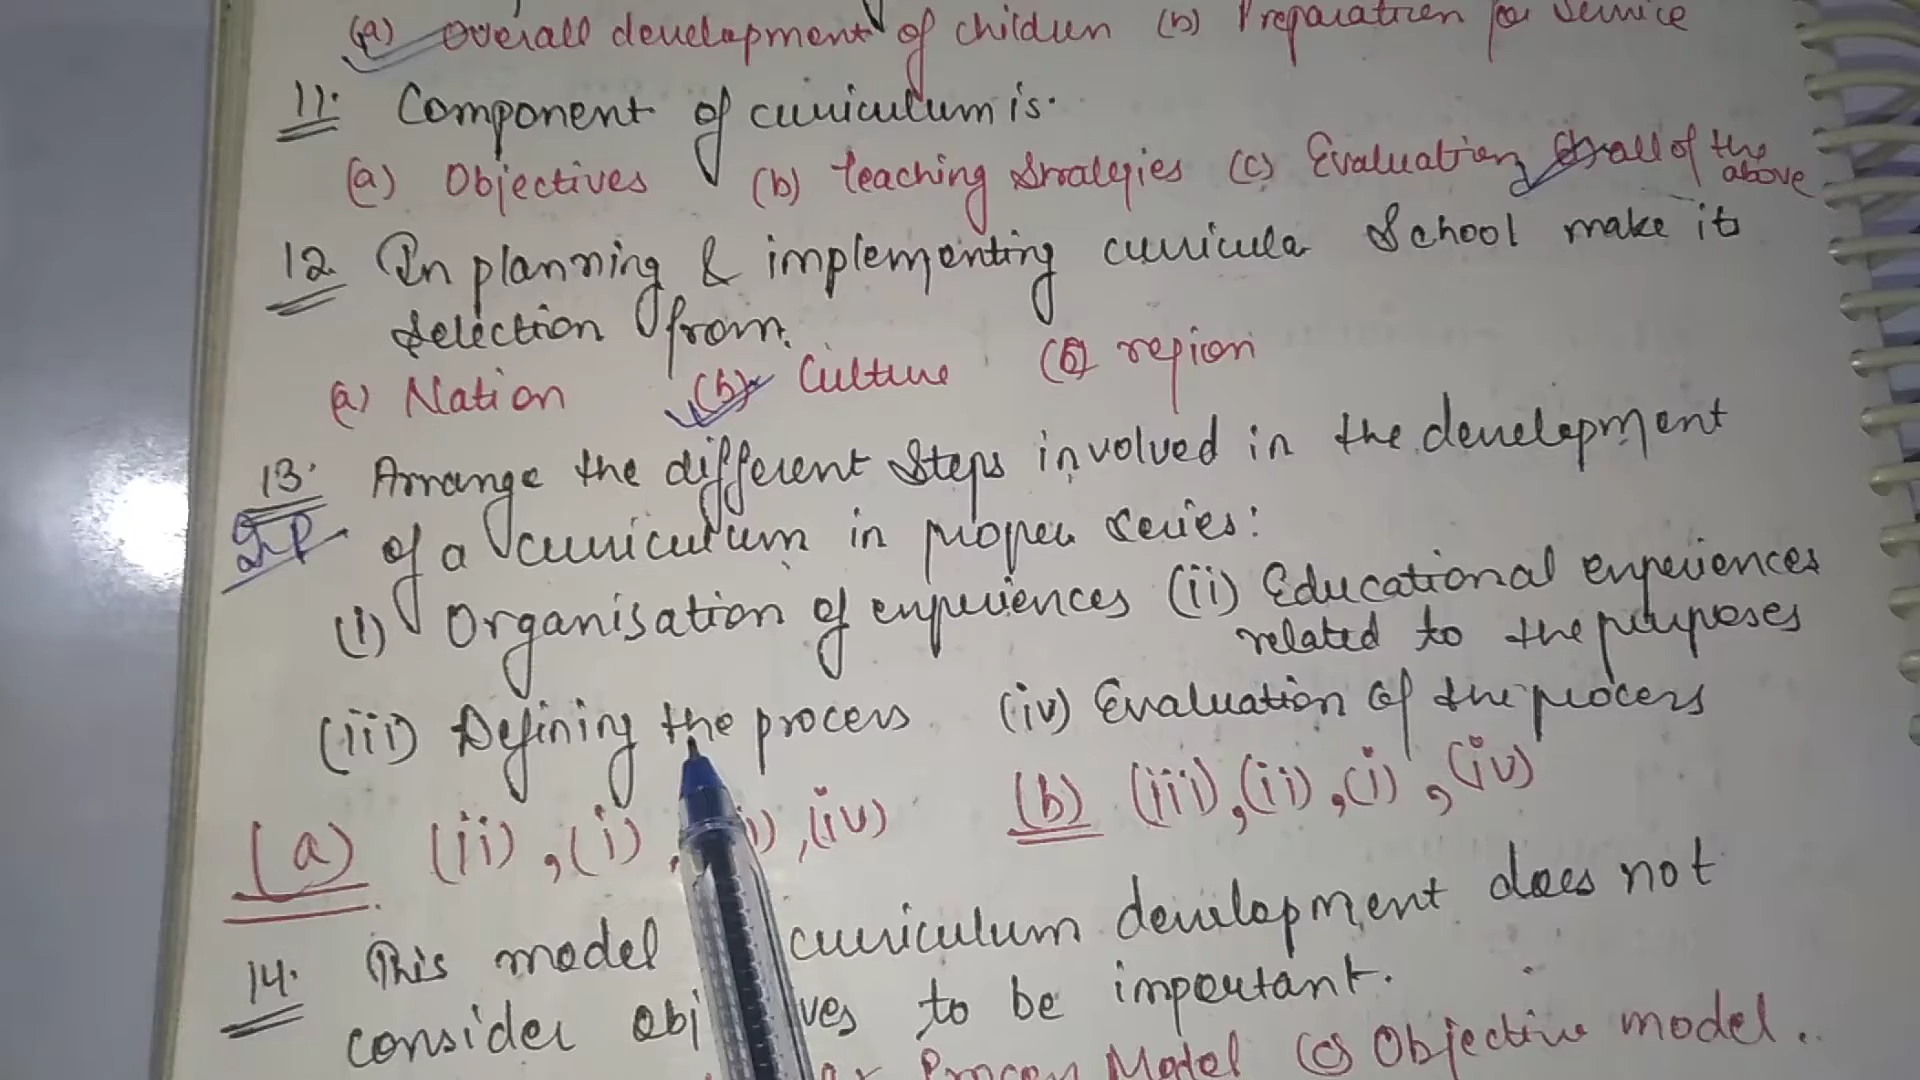 (a) Overall development of children (b) Preparation for Service
11. Component of curriculum is.
(a) Objectives (b) teaching Strategies (c) Evaluation (d) all of the above
12. In planning & implementing curricula School make its
selection from.
(a) Nation (b) Culture (c) region
13. Arrange the different Steps involved in the development
Imp of a curriculum in proper Series:
(i) Organisation of experiences (ii) Educational experiences
related to the purposes
(iii) Defining the process (iv) Evaluation of the process
(a) (ii), (i), (iv) (b) (iii), (ii), (i), (iv)
14. This model curriculum development does not
consider obj ves to be important.
Process Model (c) Objective model.